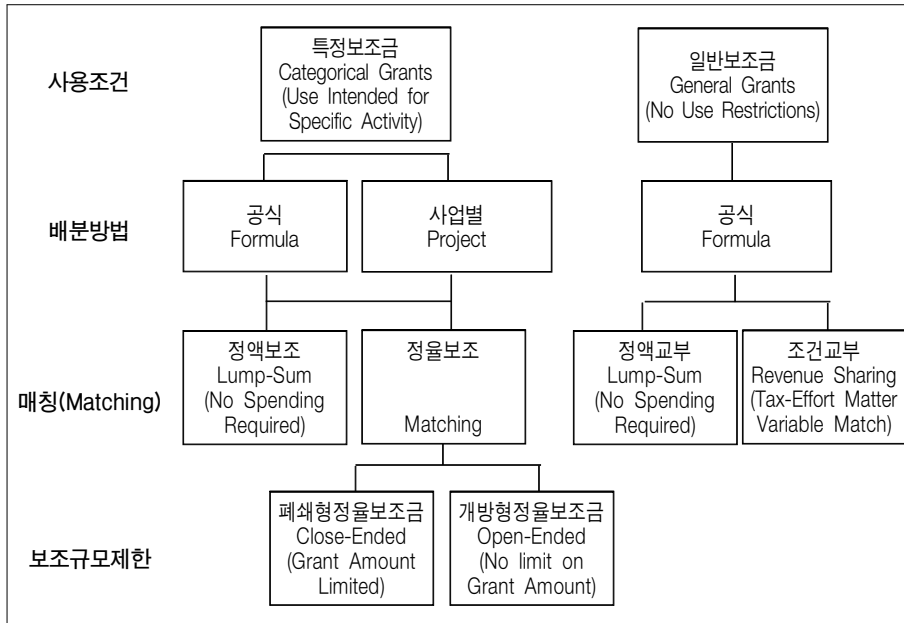 사용조건
특정보조금
Categorical Grants
(Use Intended for
Specific Activity)
일반보조금
General Grants
(No Use Restrictions)
배분방법
공식
Formula
사업별
Project
공식
Formula
매칭(Matching)
정액보조
Lump-Sum
(No Spending
Required)
정율보조
Matching
정액교부
Lump-Sum
(No Spending
Required)
조건교부
Revenue Sharing
(Tax-Effort Matter
Variable Match)
보조규모제한
폐쇄형정율보조금
Close-Ended
(Grant Amount
Limited)
개방형정율보조금
Open-Ended
(No limit on
Grant Amount)